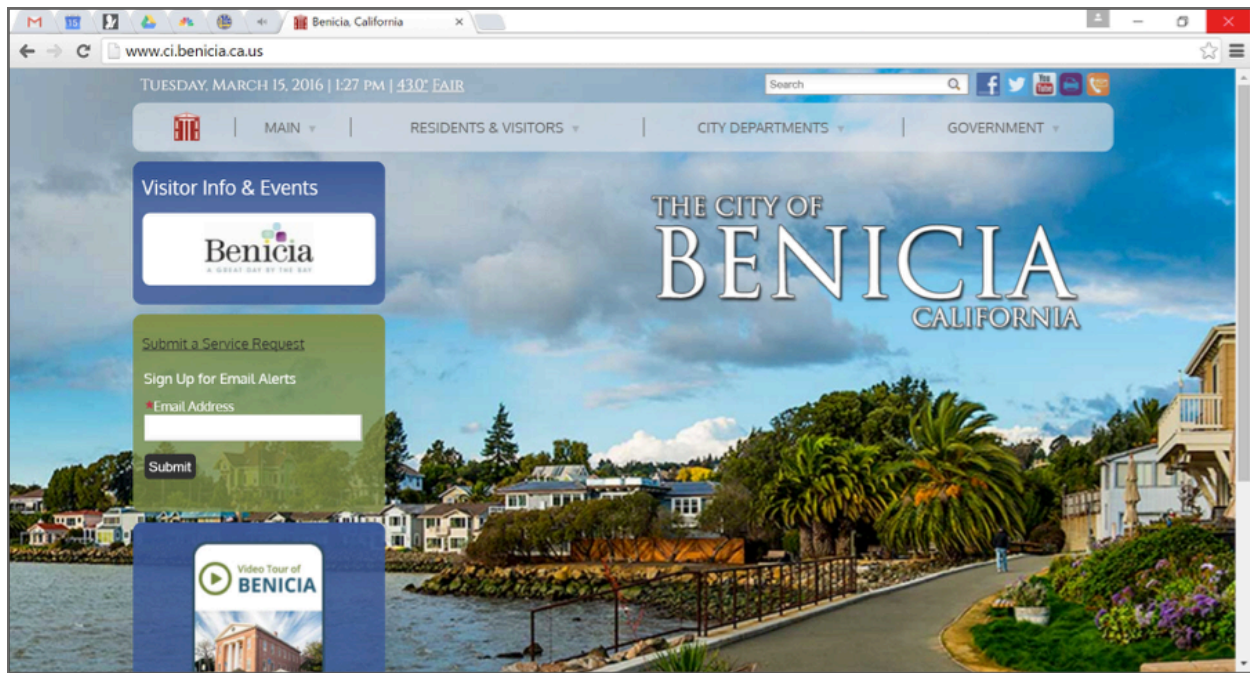 Benicia, California
www.ci.benicia.ca.us
TUESDAY, MARCH 15, 2016 | 1:27 PM | 43.0° FAIR
Search
You
Tube
MAIN
RESIDENTS & VISITORS
CITY DEPARTMENTS
GOVERNMENT
Visitor Info & Events
Benicia
A GREAT DAY BY THE BAY
THE CITY OF
BENICIA
CALIFORNIA
Submit a Service Request
Sign Up for Email Alerts
*Email Address
Submit
Video Tour of
BENICIA